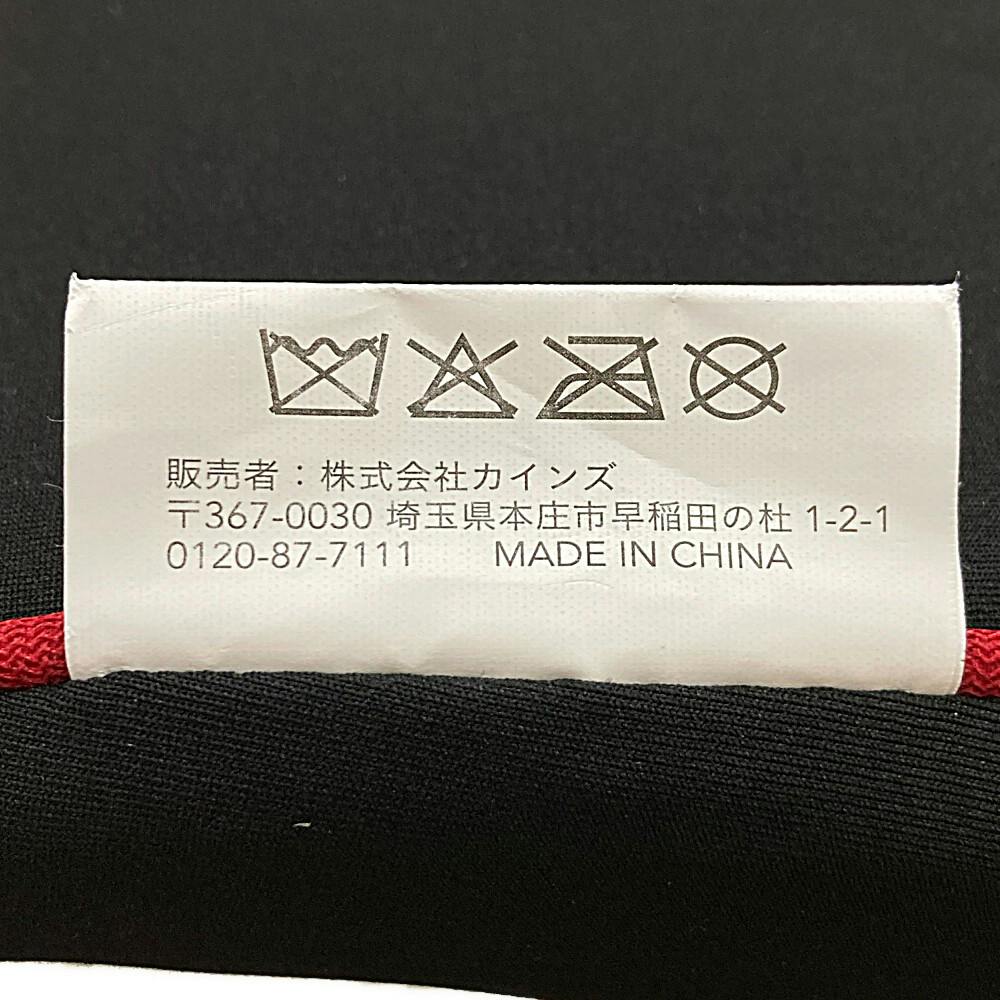 販売者：株式会社カインズ
〒367-0030 埼玉県本庄市早稲田の杜 1-2-1
0120-87-7111 MADE IN CHINA